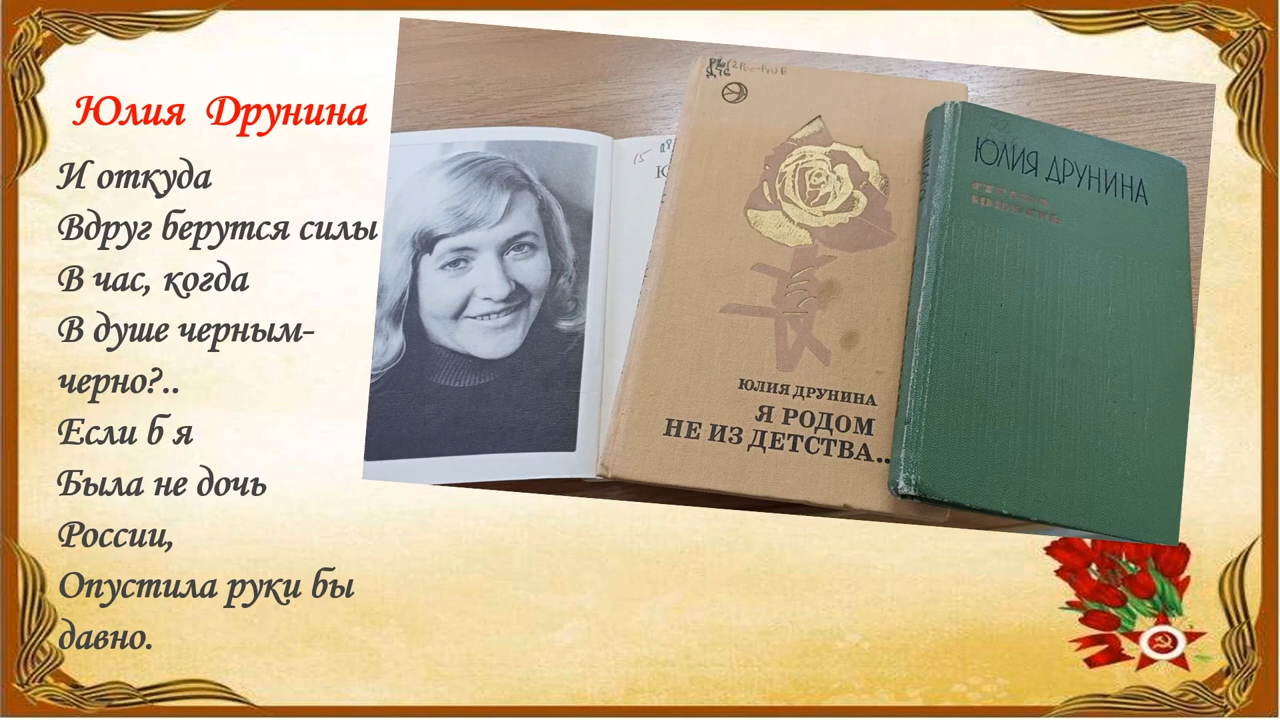 Юлия Друнина
И откуда
Вдруг берутся силы
В час, когда
В душе черным-
черно?..
Если б я
Была не дочь
России,
Опустила руки бы
давно.
ЮЛИЯ ДРУНИНА
Я РОДОМ
НЕ ИЗ ДЕТСТВА..
ЮЛИЯ ДРУНИНА